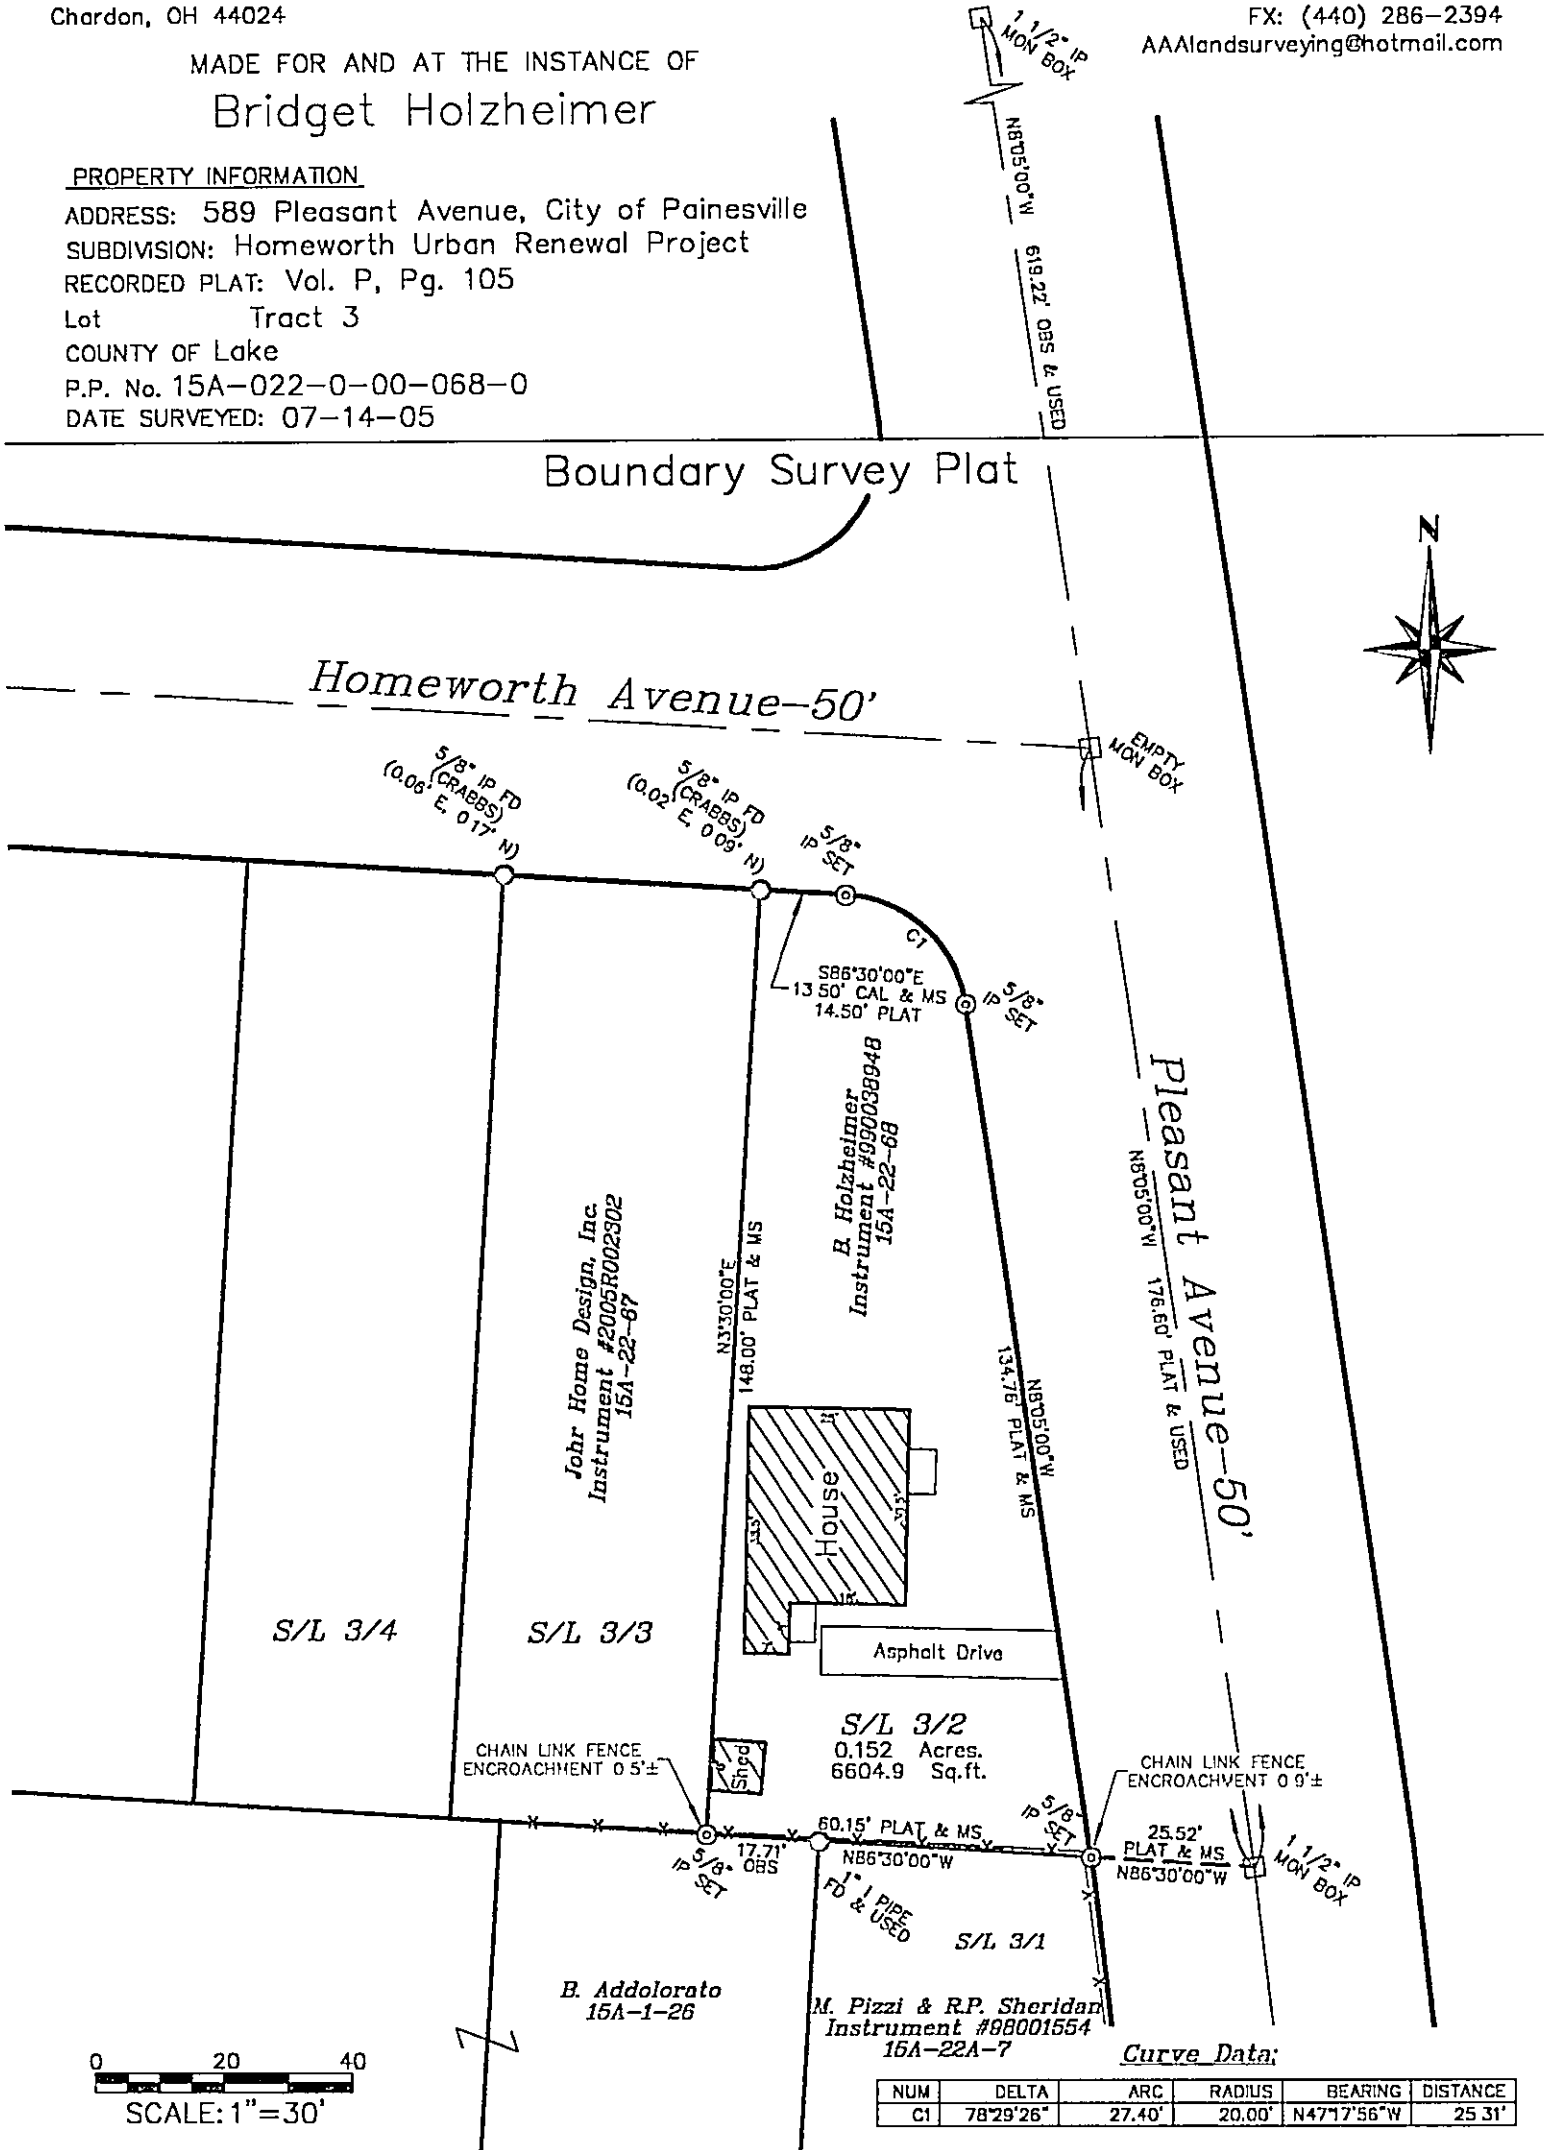 Chardon, OH 44024
FX: (440) 286-2394
AAAlandsurveying@hotmail.com
MADE FOR AND AT THE INSTANCE OF
Bridget Holzheimer
PROPERTY INFORMATION
ADDRESS: 589 Pleasant Avenue, City of Painesville
SUBDIVISION: Homeworth Urban Renewal Project
RECORDED PLAT: Vol. P, Pg. 105
Lot Tract 3
COUNTY OF Lake
P.P. No. 15A-022-0-00-068-0
DATE SURVEYED: 07-14-05
1 1/2" IP
MON BOX
N8°05'00"W 619.22' OBS & USED
Boundary Survey Plat
N
Homeworth Avenue-50'
EMPTY
MON BOX
5/8" IP FD
(CRABBS)
(0.06' E, 0.17' N)
5/8" IP FD
(CRABBS)
(0.02' E, 0.09' N)
5/8"
IP SET
C1
S86°30'00"E
13.50' CAL & MS
14.50' PLAT
5/8"
IP SET
B. Holzheimer
Instrument #990038948
15A-22-68
Pleasant Avenue-50'
N8°05'00"W 176.60' PLAT & USED
Johr Home Design, Inc.
Instrument #2005R002302
15A-22-67
N3°30'00"E
148.00' PLAT & MS
N8°05'00"W
134.76' PLAT & MS
House
S/L 3/4
S/L 3/3
Asphalt Drive
S/L 3/2
0.152 Acres.
6604.9 Sq.ft.
Shed
CHAIN LINK FENCE
ENCROACHMENT 0.5'±
CHAIN LINK FENCE
ENCROACHMENT 0.9'±
5/8"
IP SET
60.15' PLAT & MS
N86°30'00"W
17.71'
OBS
5/8"
IP SET
1" I PIPE
FD & USED
25.52'
PLAT & MS
N86°30'00"W
1 1/2" IP
MON BOX
S/L 3/1
B. Addolorato
15A-1-26
M. Pizzi & R.P. Sheridan
Instrument #98001554
15A-22A-7
0 20 40
SCALE: 1"=30'
Curve Data:
NUM DELTA ARC RADIUS BEARING DISTANCE
C1 78°29'26" 27.40' 20.00' N47°17'56"W 25.31'